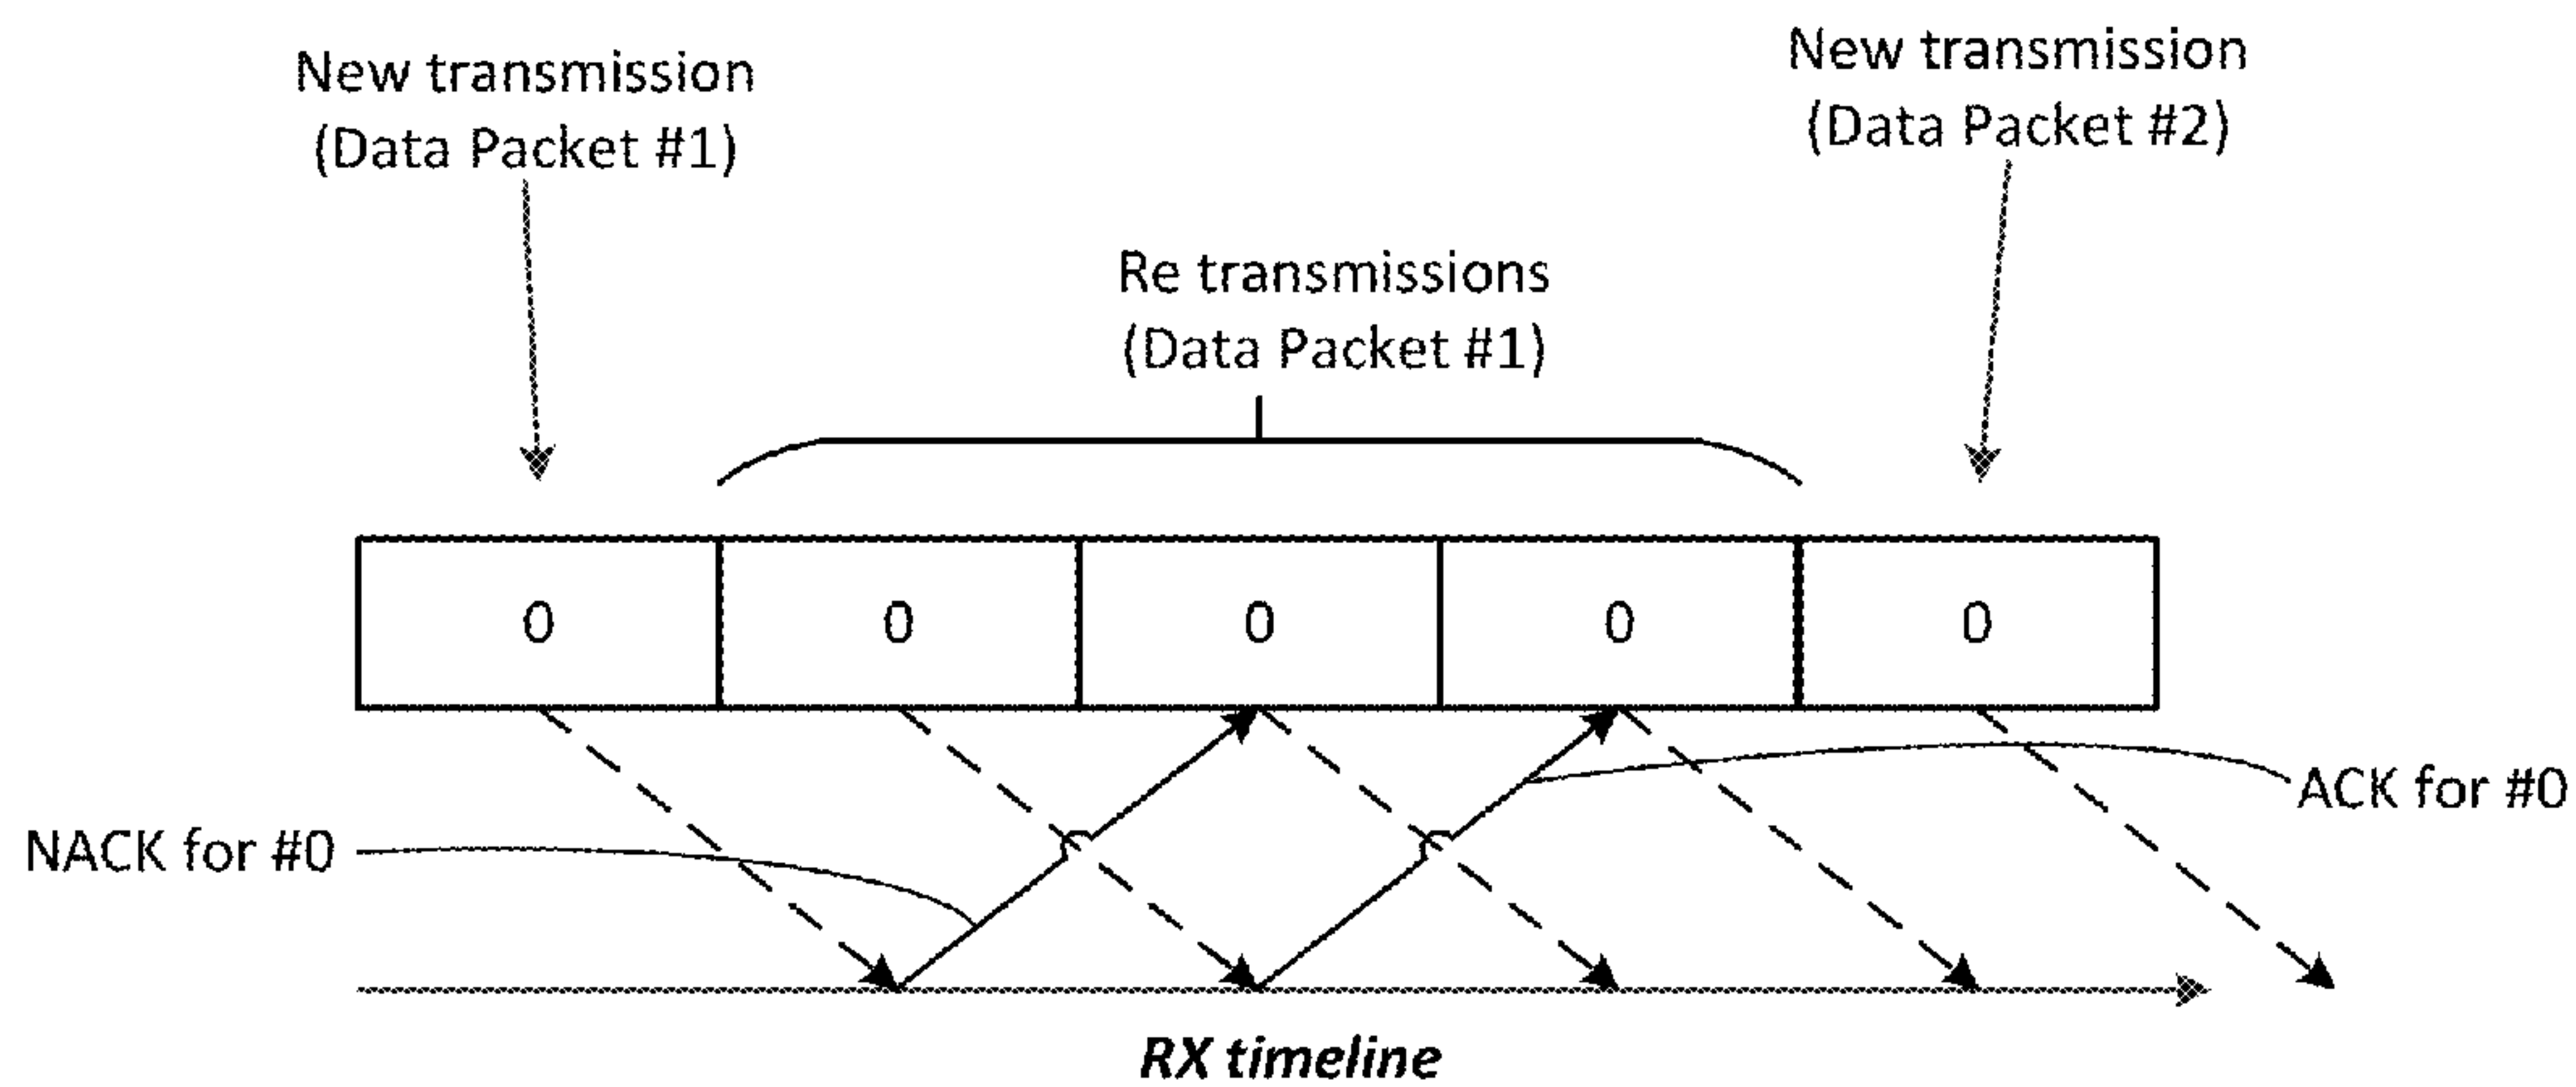 New transmission
(Data Packet #1)
New transmission
(Data Packet #2)
Re transmissions
(Data Packet #1)
0 0 0 0 0
NACK for #0
ACK for #0
RX timeline